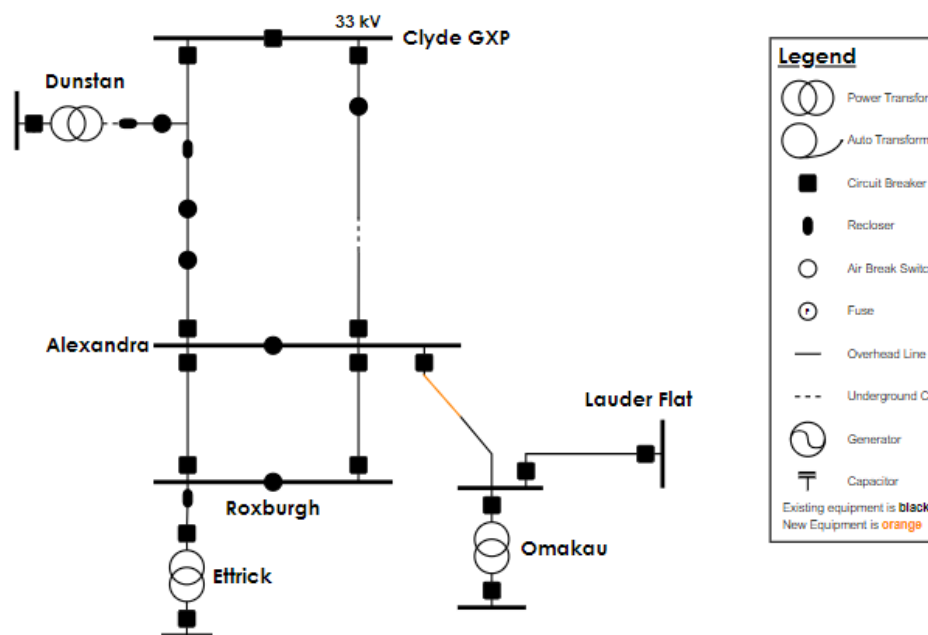 33 kV
Clyde GXP
Dunstan
Alexandra
Lauder Flat
Roxburgh
Omakau
Ettrick
Legend
Power Transfor
Auto Transform
Circuit Breaker
Recloser
Air Break Switc
Fuse
Overhead Line
Underground C
Generator
Capacitor
Existing equipment is black
New Equipment is orange